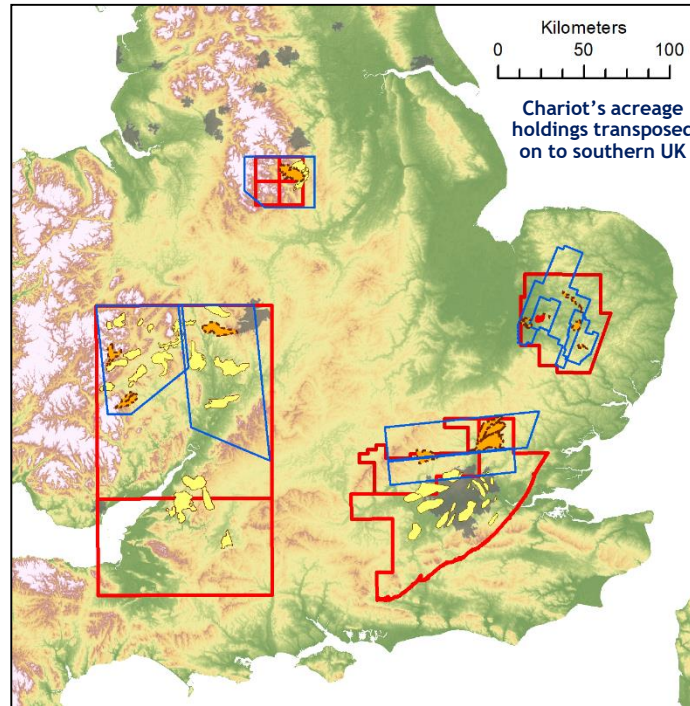 Kilometers
0 50 100
Chariot's acreage
holdings transposed
on to southern UK